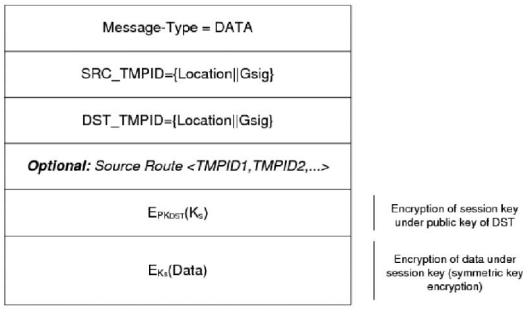 Message-Type = DATA
SRC_TMPID={Location||Gsig}
DST_TMPID={Location||Gsig}
Optional: Source Route <TMPID1,TMPID2,...>
EPKDST(Ks)
Encryption of session key
under public key of DST
EKs(Data)
Encryption of data under
session key (symmetric key
encryption)